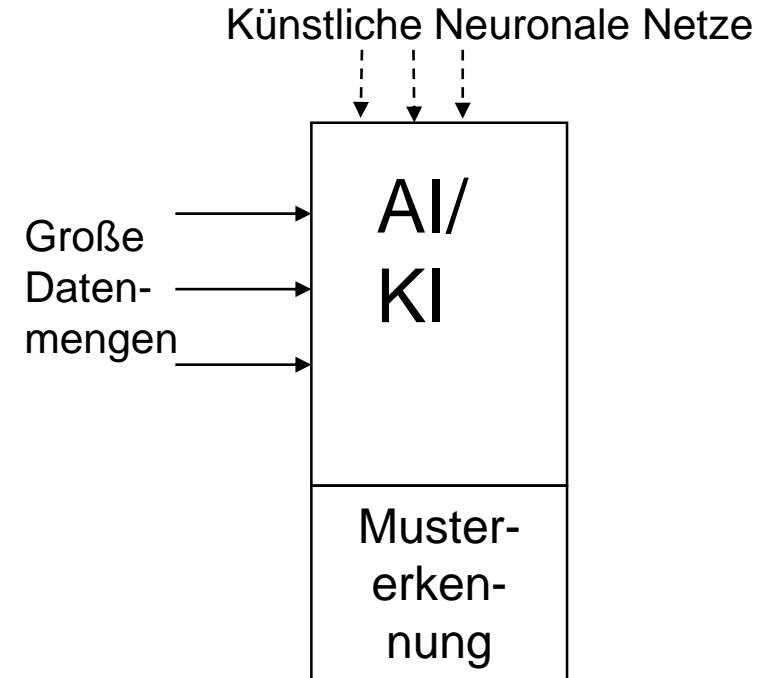 Künstliche Neuronale Netze
AI/
KI
Große
Daten-
mengen
Muster-
erken-
nung